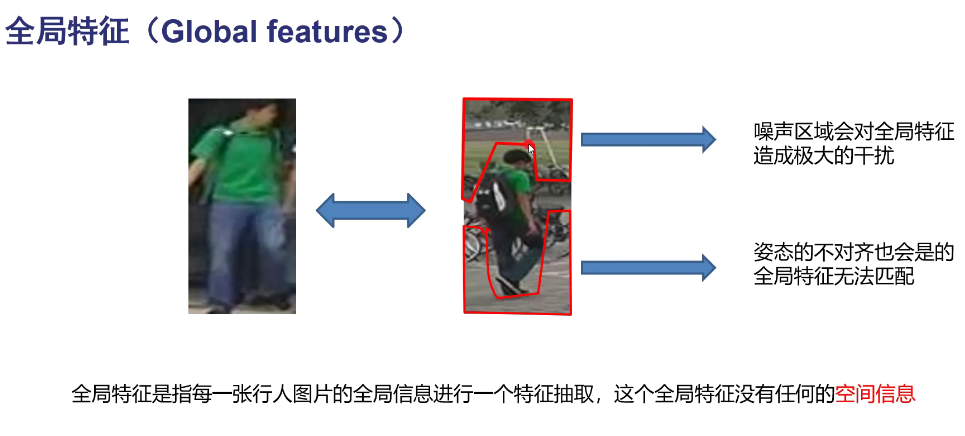 全局特征（Global features）
噪声区域会对全局特征
造成极大的干扰
姿态的不对齐也会是的
全局特征无法匹配
全局特征是指每一张行人图片的全局信息进行一个特征抽取，这个全局特征没有任何的空间信息